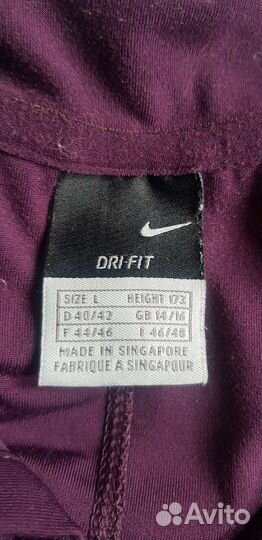 DRI-FIT
SIZE L HEIGHT 173
D 40/42 GB 14/16
F 44/46 I 46/48
MADE IN SINGAPORE
FABRIQUE A SINGAPOUR
Avito